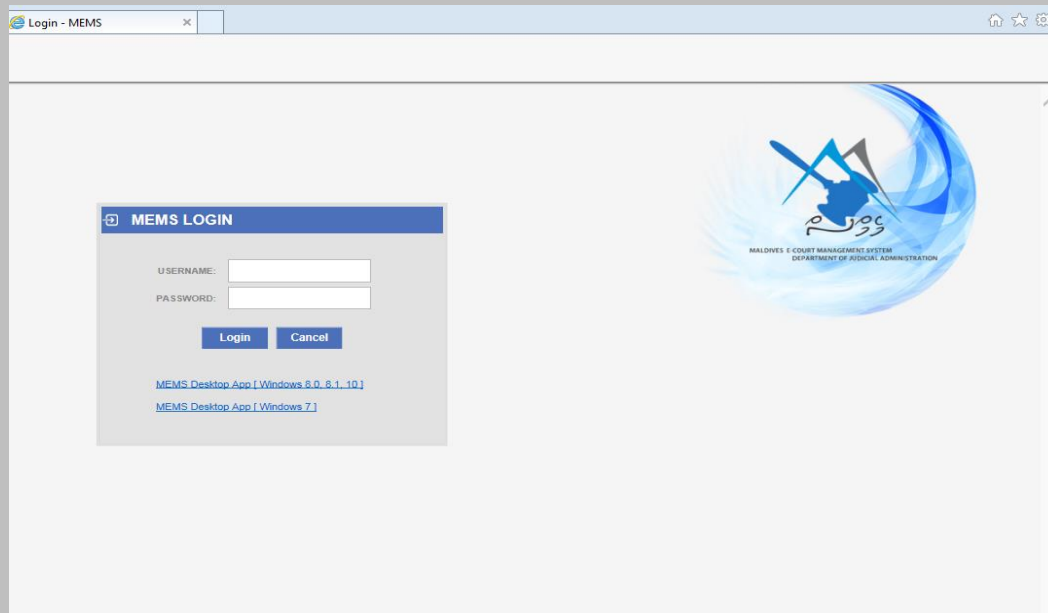 Login - MEMS
MEMS LOGIN
USERNAME:
PASSWORD:
Login Cancel
MEMS Desktop App [ Windows 8.0, 8.1, 10 ]
MEMS Desktop App [ Windows 7 ]
MALDIVES E-COURT MANAGEMENT SYSTEM
DEPARTMENT OF JUDICIAL ADMINISTRATION